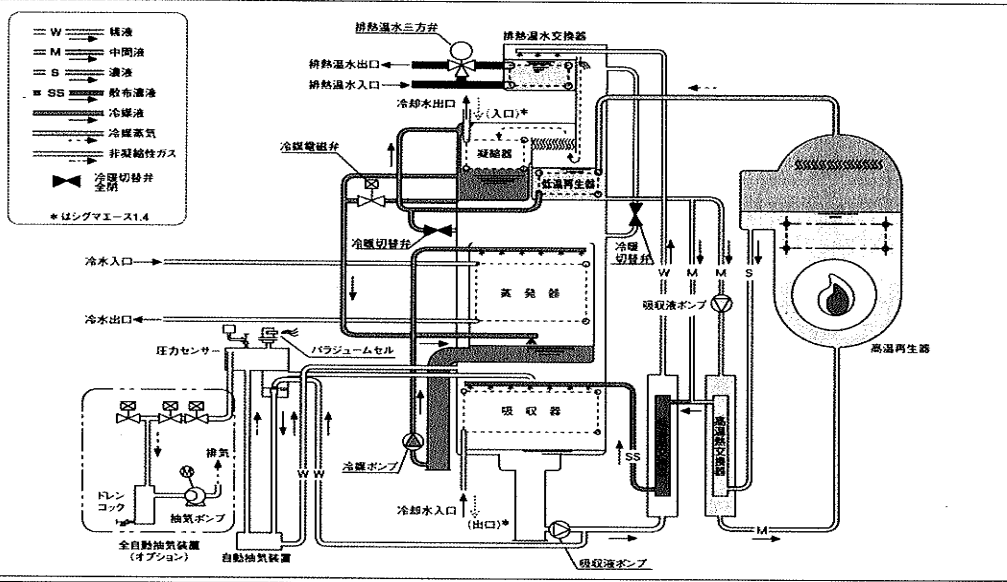 W 稀液
M 中間液
S 濃液
SS 散布濃液
冷媒液
冷媒蒸気
非凝縮性ガス
冷暖切替弁
全閉
* はシグマエース1.4
排熱温水三方弁
排熱温水交換器
排熱温水出口
排熱温水入口
冷却水出口
(入口)*
冷媒電磁弁
凝縮器
低温再生器
冷暖切替弁
冷暖
切替弁
冷水入口
冷水出口
蒸発器
W
M
M
S
吸収液ポンプ
高温再生器
圧力センサー
パラジュームセル
吸収器
高温熱交換器
SS
排気
M
ドレン
コック
抽気ポンプ
全自動抽気装置
(オプション)
自動抽気装置
W
W
W
冷媒ポンプ
冷却水入口
(出口)*
吸収液ポンプ
M